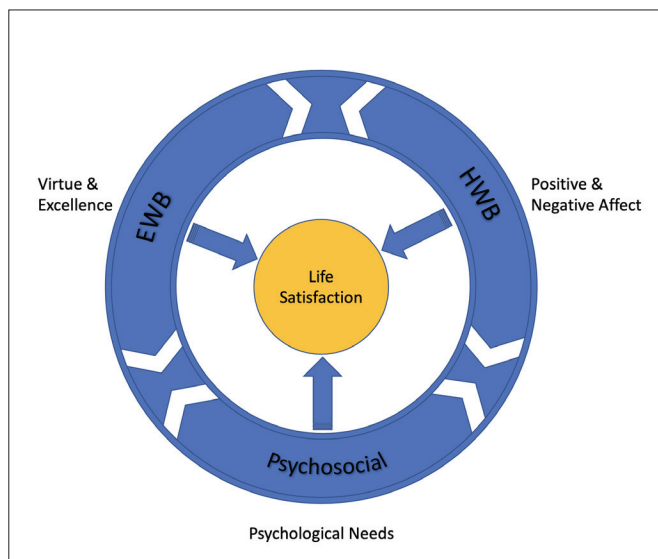 EWB
HWB
Virtue &
Excellence
Positive &
Negative Affect
Life
Satisfaction
Psychosocial
Psychological Needs